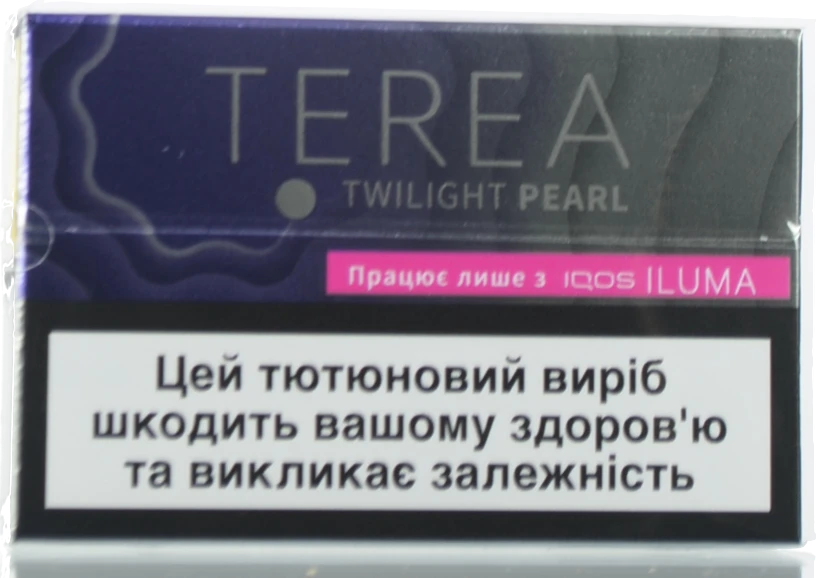 TEREA
TWILIGHT PEARL
Працює лише з IQOS ILUMA
Цей тютюновий виріб
шкодить вашому здоров'ю
та викликає залежність